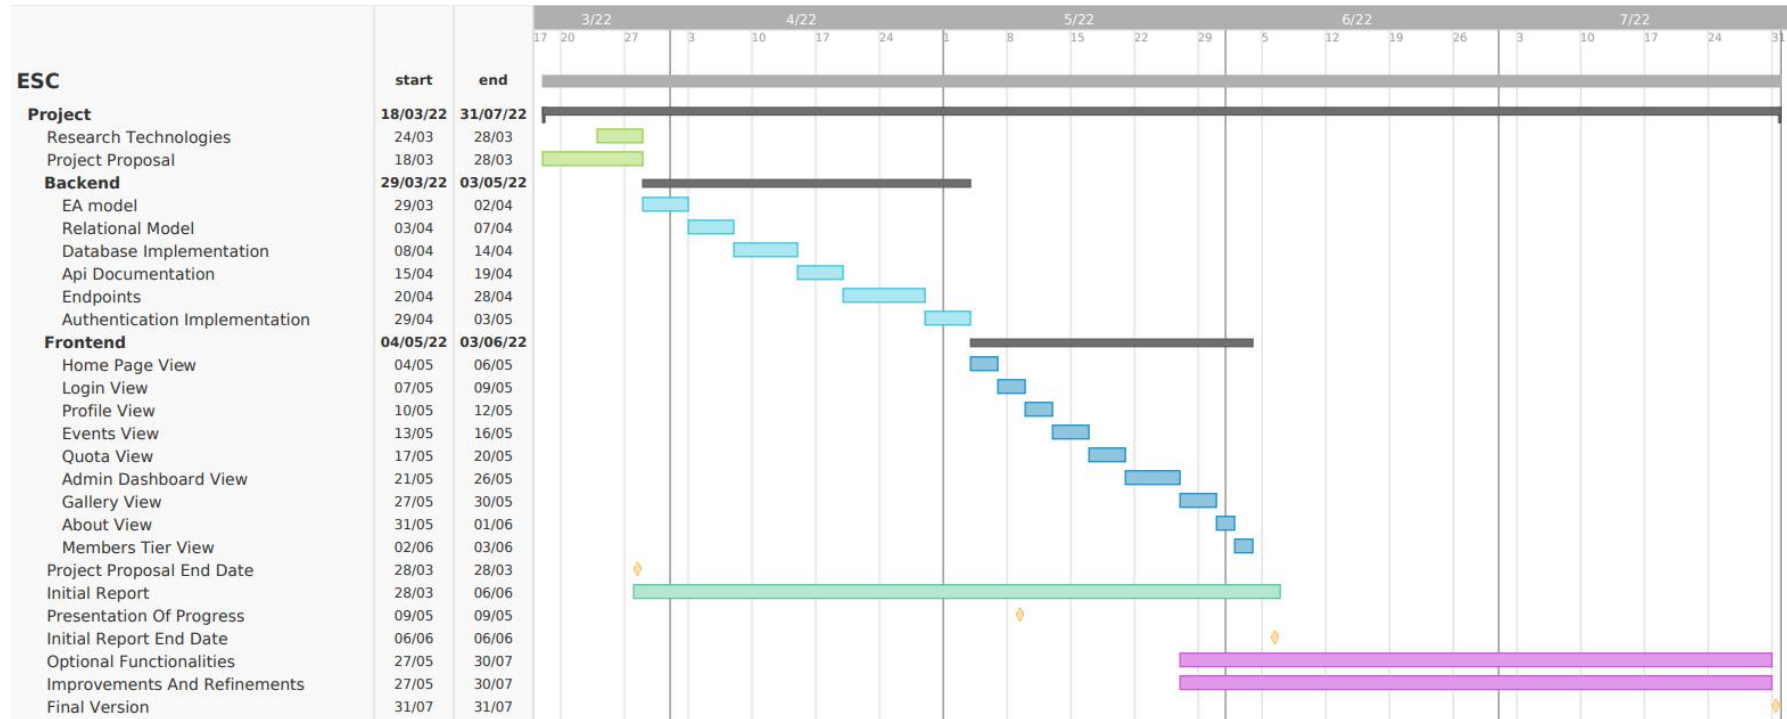 3/22 4/22 5/22 6/22 7/22
17 20 27 3 10 17 24 1 8 15 22 29 5 12 19 26 3 10 17 24 31
ESC start end
Project 18/03/22 31/07/22
Research Technologies 24/03 28/03
Project Proposal 18/03 28/03
Backend 29/03/22 03/05/22
EA model 29/03 02/04
Relational Model 03/04 07/04
Database Implementation 08/04 14/04
Api Documentation 15/04 19/04
Endpoints 20/04 28/04
Authentication Implementation 29/04 03/05
Frontend 04/05/22 03/06/22
Home Page View 04/05 06/05
Login View 07/05 09/05
Profile View 10/05 12/05
Events View 13/05 16/05
Quota View 17/05 20/05
Admin Dashboard View 21/05 26/05
Gallery View 27/05 30/05
About View 31/05 01/06
Members Tier View 02/06 03/06
Project Proposal End Date 28/03 28/03
Initial Report 28/03 06/06
Presentation Of Progress 09/05 09/05
Initial Report End Date 06/06 06/06
Optional Functionalities 27/05 30/07
Improvements And Refinements 27/05 30/07
Final Version 31/07 31/07